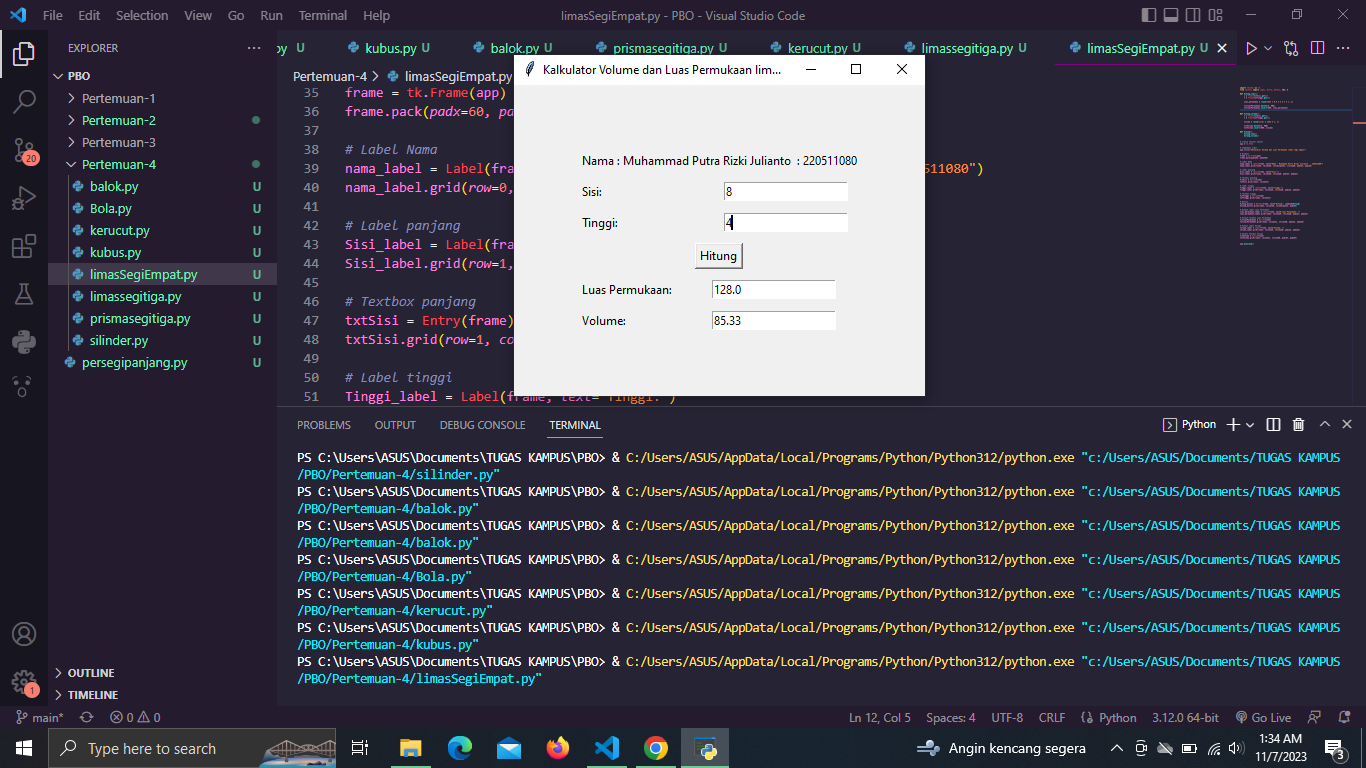 File Edit Selection View Go Run Terminal Help
limasSegiEmpat.py - PBO - Visual Studio Code
EXPLORER
PBO
Pertemuan-1
Pertemuan-2
Pertemuan-3
Pertemuan-4
balok.py U
Bola.py U
kerucut.py U
kubus.py U
limasSegiEmpat.py U
limassegitiga.py U
prismasegitiga.py U
silinder.py U
persegipanjang.py U
OUTLINE
TIMELINE
20
1
py U kubus.py U balok.py U prismasegitiga.py U kerucut.py U limassegitiga.py U limasSegiEmpat.py U
Pertemuan-4 > limasSegiEmpat.py
35 frame = tk.Frame(app)
36 frame.pack(padx=60, pa
37
38 # Label Nama
39 nama_label = Label(fra 511080")
40 nama_label.grid(row=0,
41
42 # Label panjang
43 Sisi_label = Label(fra
44 Sisi_label.grid(row=1,
45
46 # Textbox panjang
47 txtSisi = Entry(frame)
48 txtSisi.grid(row=1, co
49
50 # Label tinggi
51 Tinggi_label = Label(frame, text="Tinggi:")
Kalkulator Volume dan Luas Permukaan lim...
Nama : Muhammad Putra Rizki Julianto : 220511080
Sisi: 8
Tinggi: 4
Hitung
Luas Permukaan: 128.0
Volume: 85.33
PROBLEMS OUTPUT DEBUG CONSOLE TERMINAL
Python
PS C:\Users\ASUS\Documents\TUGAS KAMPUS\PBO> & C:/Users/ASUS/AppData/Local/Programs/Python/Python312/python.exe "c:/Users/ASUS/Documents/TUGAS KAMPUS
/PBO/Pertemuan-4/silinder.py"
PS C:\Users\ASUS\Documents\TUGAS KAMPUS\PBO> & C:/Users/ASUS/AppData/Local/Programs/Python/Python312/python.exe "c:/Users/ASUS/Documents/TUGAS KAMPUS
/PBO/Pertemuan-4/balok.py"
PS C:\Users\ASUS\Documents\TUGAS KAMPUS\PBO> & C:/Users/ASUS/AppData/Local/Programs/Python/Python312/python.exe "c:/Users/ASUS/Documents/TUGAS KAMPUS
/PBO/Pertemuan-4/balok.py"
PS C:\Users\ASUS\Documents\TUGAS KAMPUS\PBO> & C:/Users/ASUS/AppData/Local/Programs/Python/Python312/python.exe "c:/Users/ASUS/Documents/TUGAS KAMPUS
/PBO/Pertemuan-4/Bola.py"
PS C:\Users\ASUS\Documents\TUGAS KAMPUS\PBO> & C:/Users/ASUS/AppData/Local/Programs/Python/Python312/python.exe "c:/Users/ASUS/Documents/TUGAS KAMPUS
/PBO/Pertemuan-4/kerucut.py"
PS C:\Users\ASUS\Documents\TUGAS KAMPUS\PBO> & C:/Users/ASUS/AppData/Local/Programs/Python/Python312/python.exe "c:/Users/ASUS/Documents/TUGAS KAMPUS
/PBO/Pertemuan-4/kubus.py"
PS C:\Users\ASUS\Documents\TUGAS KAMPUS\PBO> & C:/Users/ASUS/AppData/Local/Programs/Python/Python312/python.exe "c:/Users/ASUS/Documents/TUGAS KAMPUS
/PBO/Pertemuan-4/limasSegiEmpat.py"
main* 0 0 Ln 12, Col 5 Spaces: 4 UTF-8 CRLF Python 3.12.0 64-bit Go Live
Type here to search
Angin kencang segera
1:34 AM
11/7/2023
3